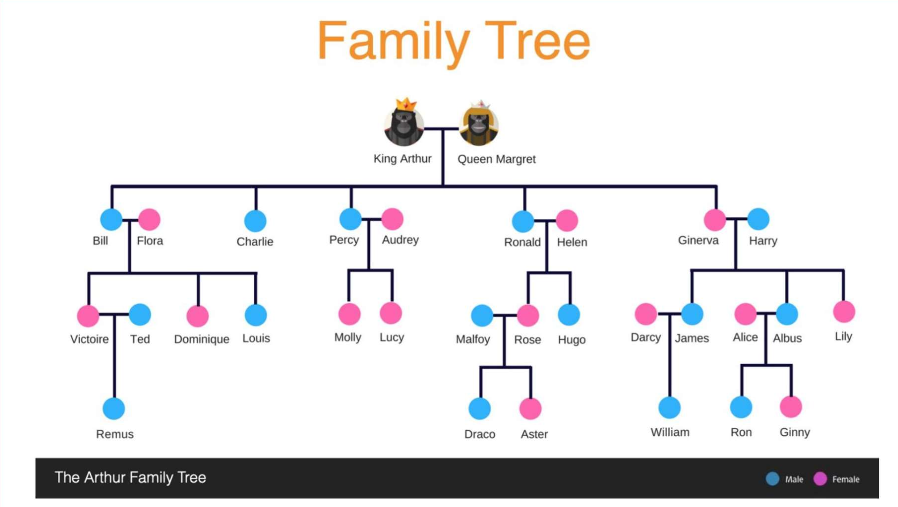 Family Tree
King Arthur Queen Margret
Bill Flora Charlie Percy Audrey Ronald Helen Ginerva Harry
Victoire Ted Dominique Louis Molly Lucy Malfoy Rose Hugo Darcy James Alice Albus Lily
Remus Draco Aster William Ron Ginny
The Arthur Family Tree Male Female